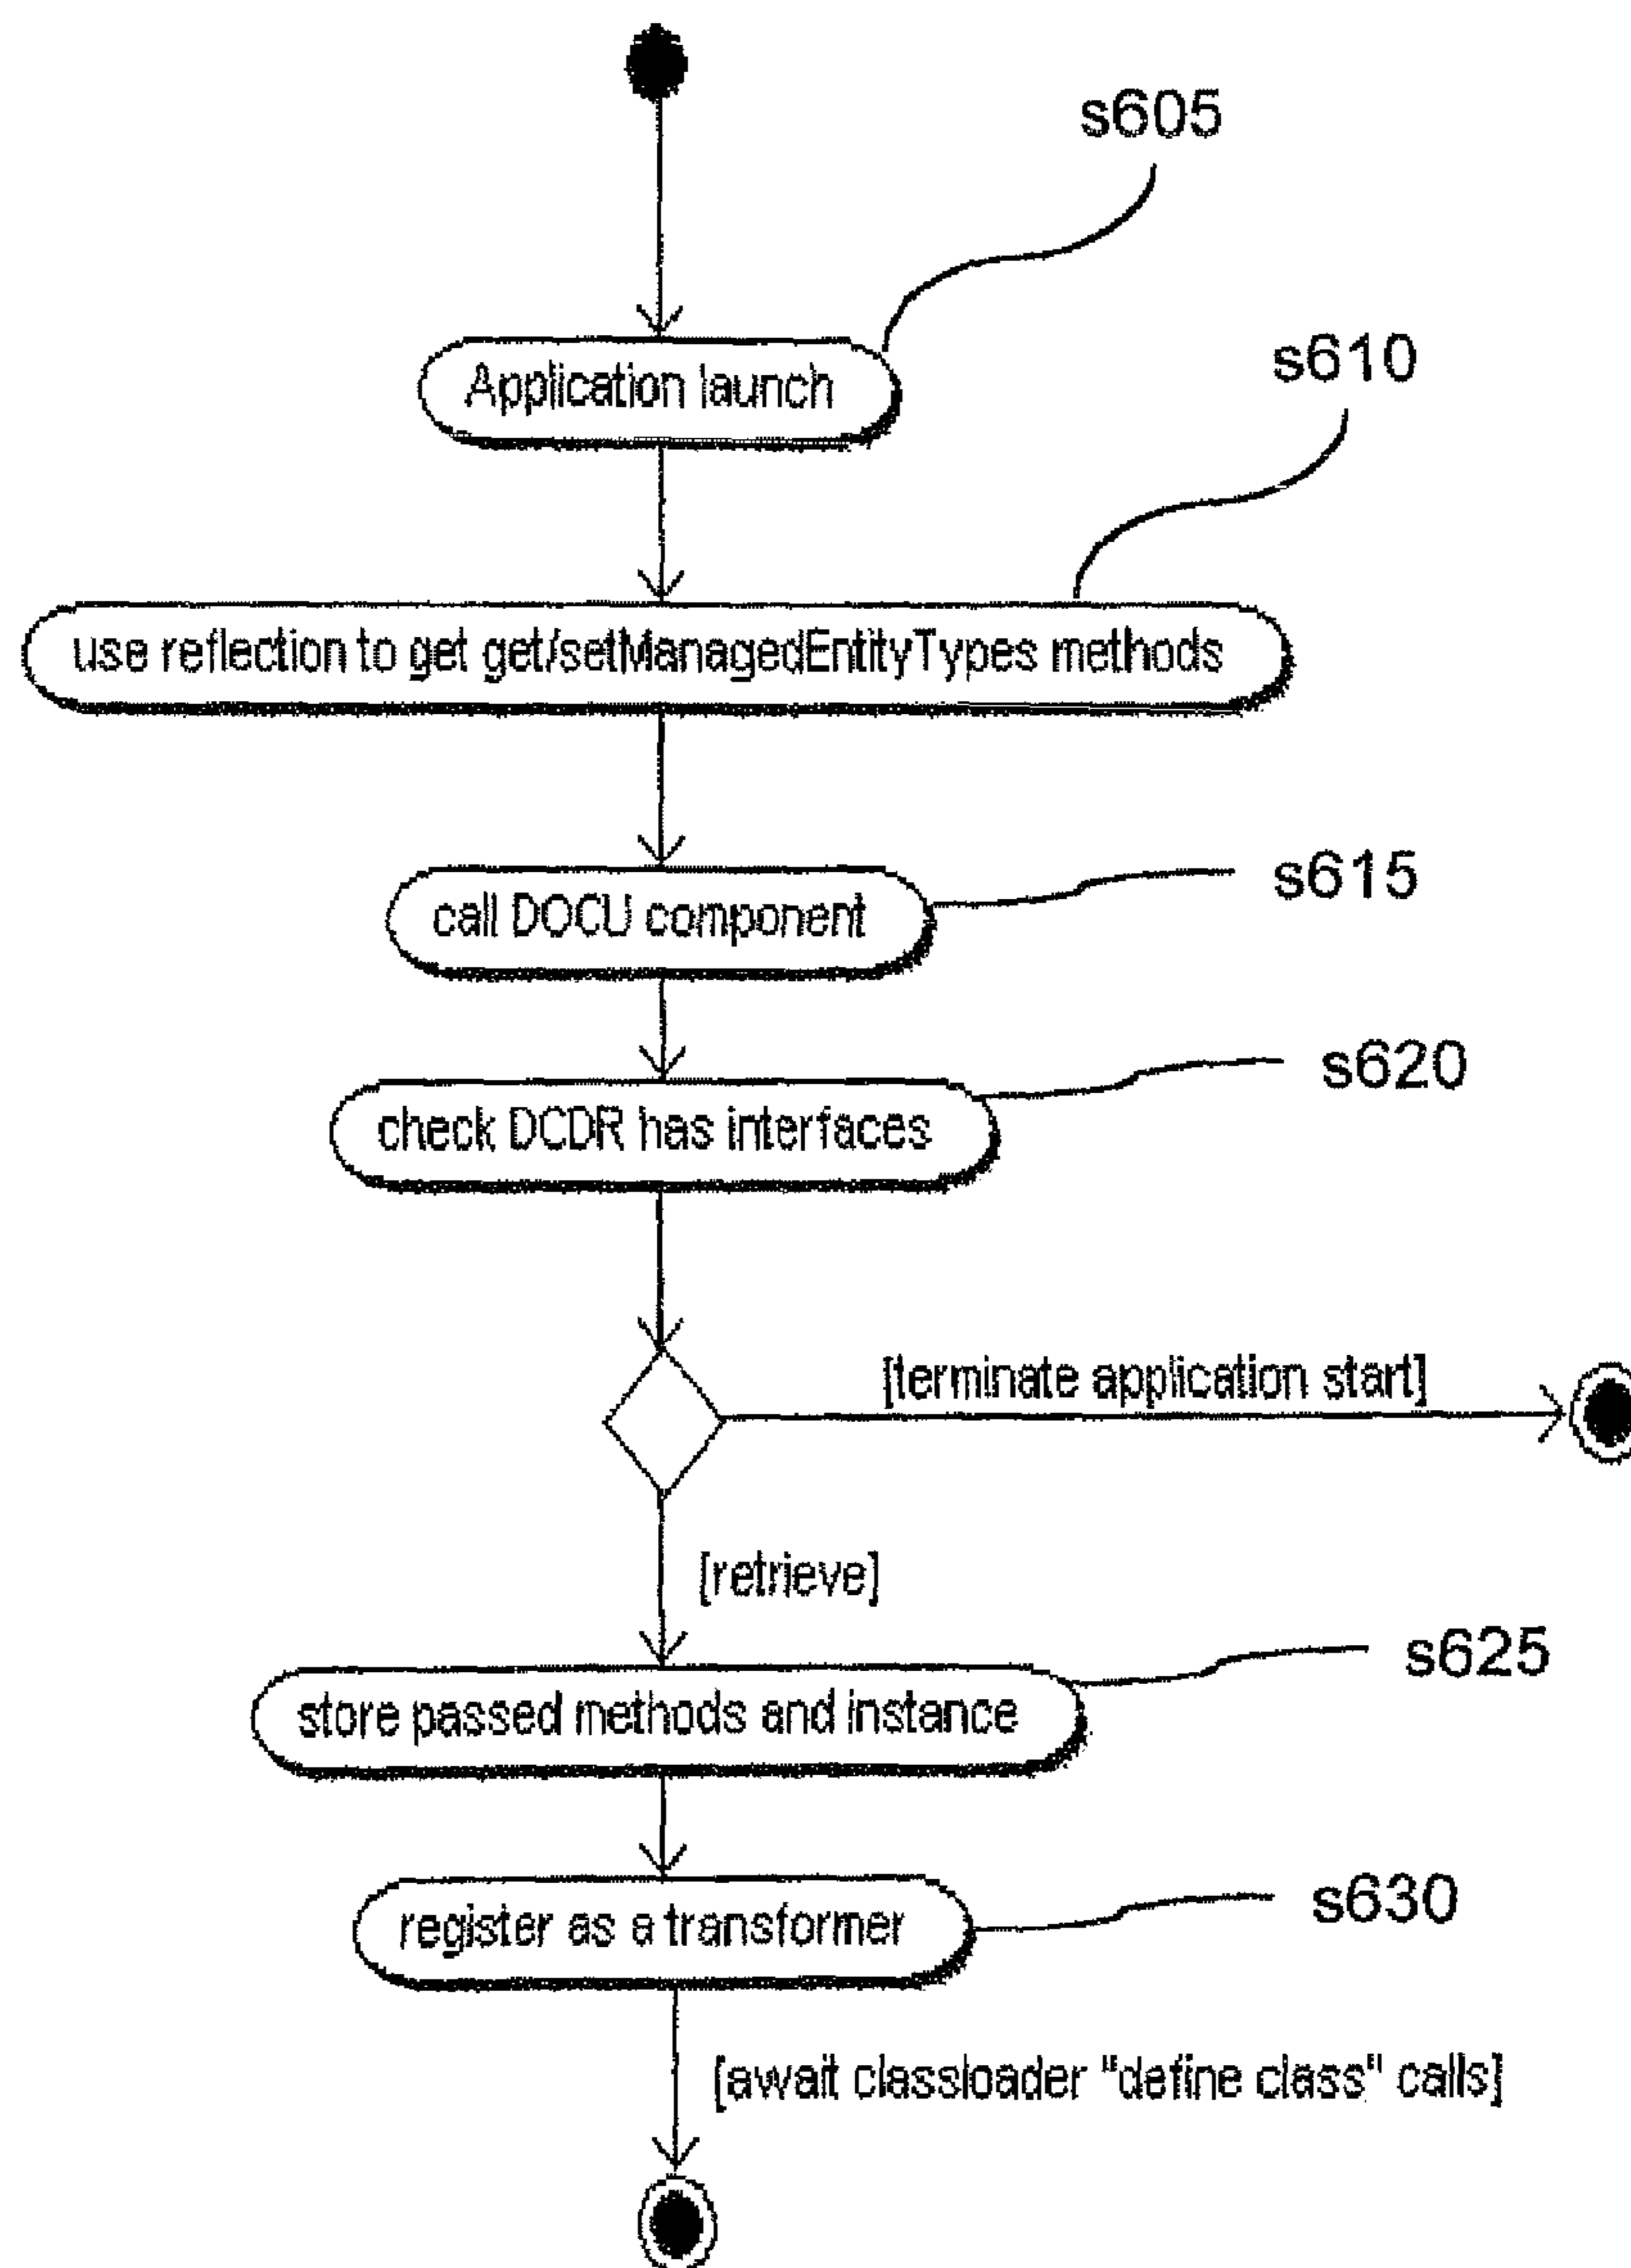 s605
Application launch
s610
use reflection to get get/setManagedEntityTypes methods
call DOCU component
s615
check DCDR has interfaces
s620
[terminate application start]
[retrieve]
store passed methods and instance
s625
register as a transformer
s630
[await classloader "define class" calls]